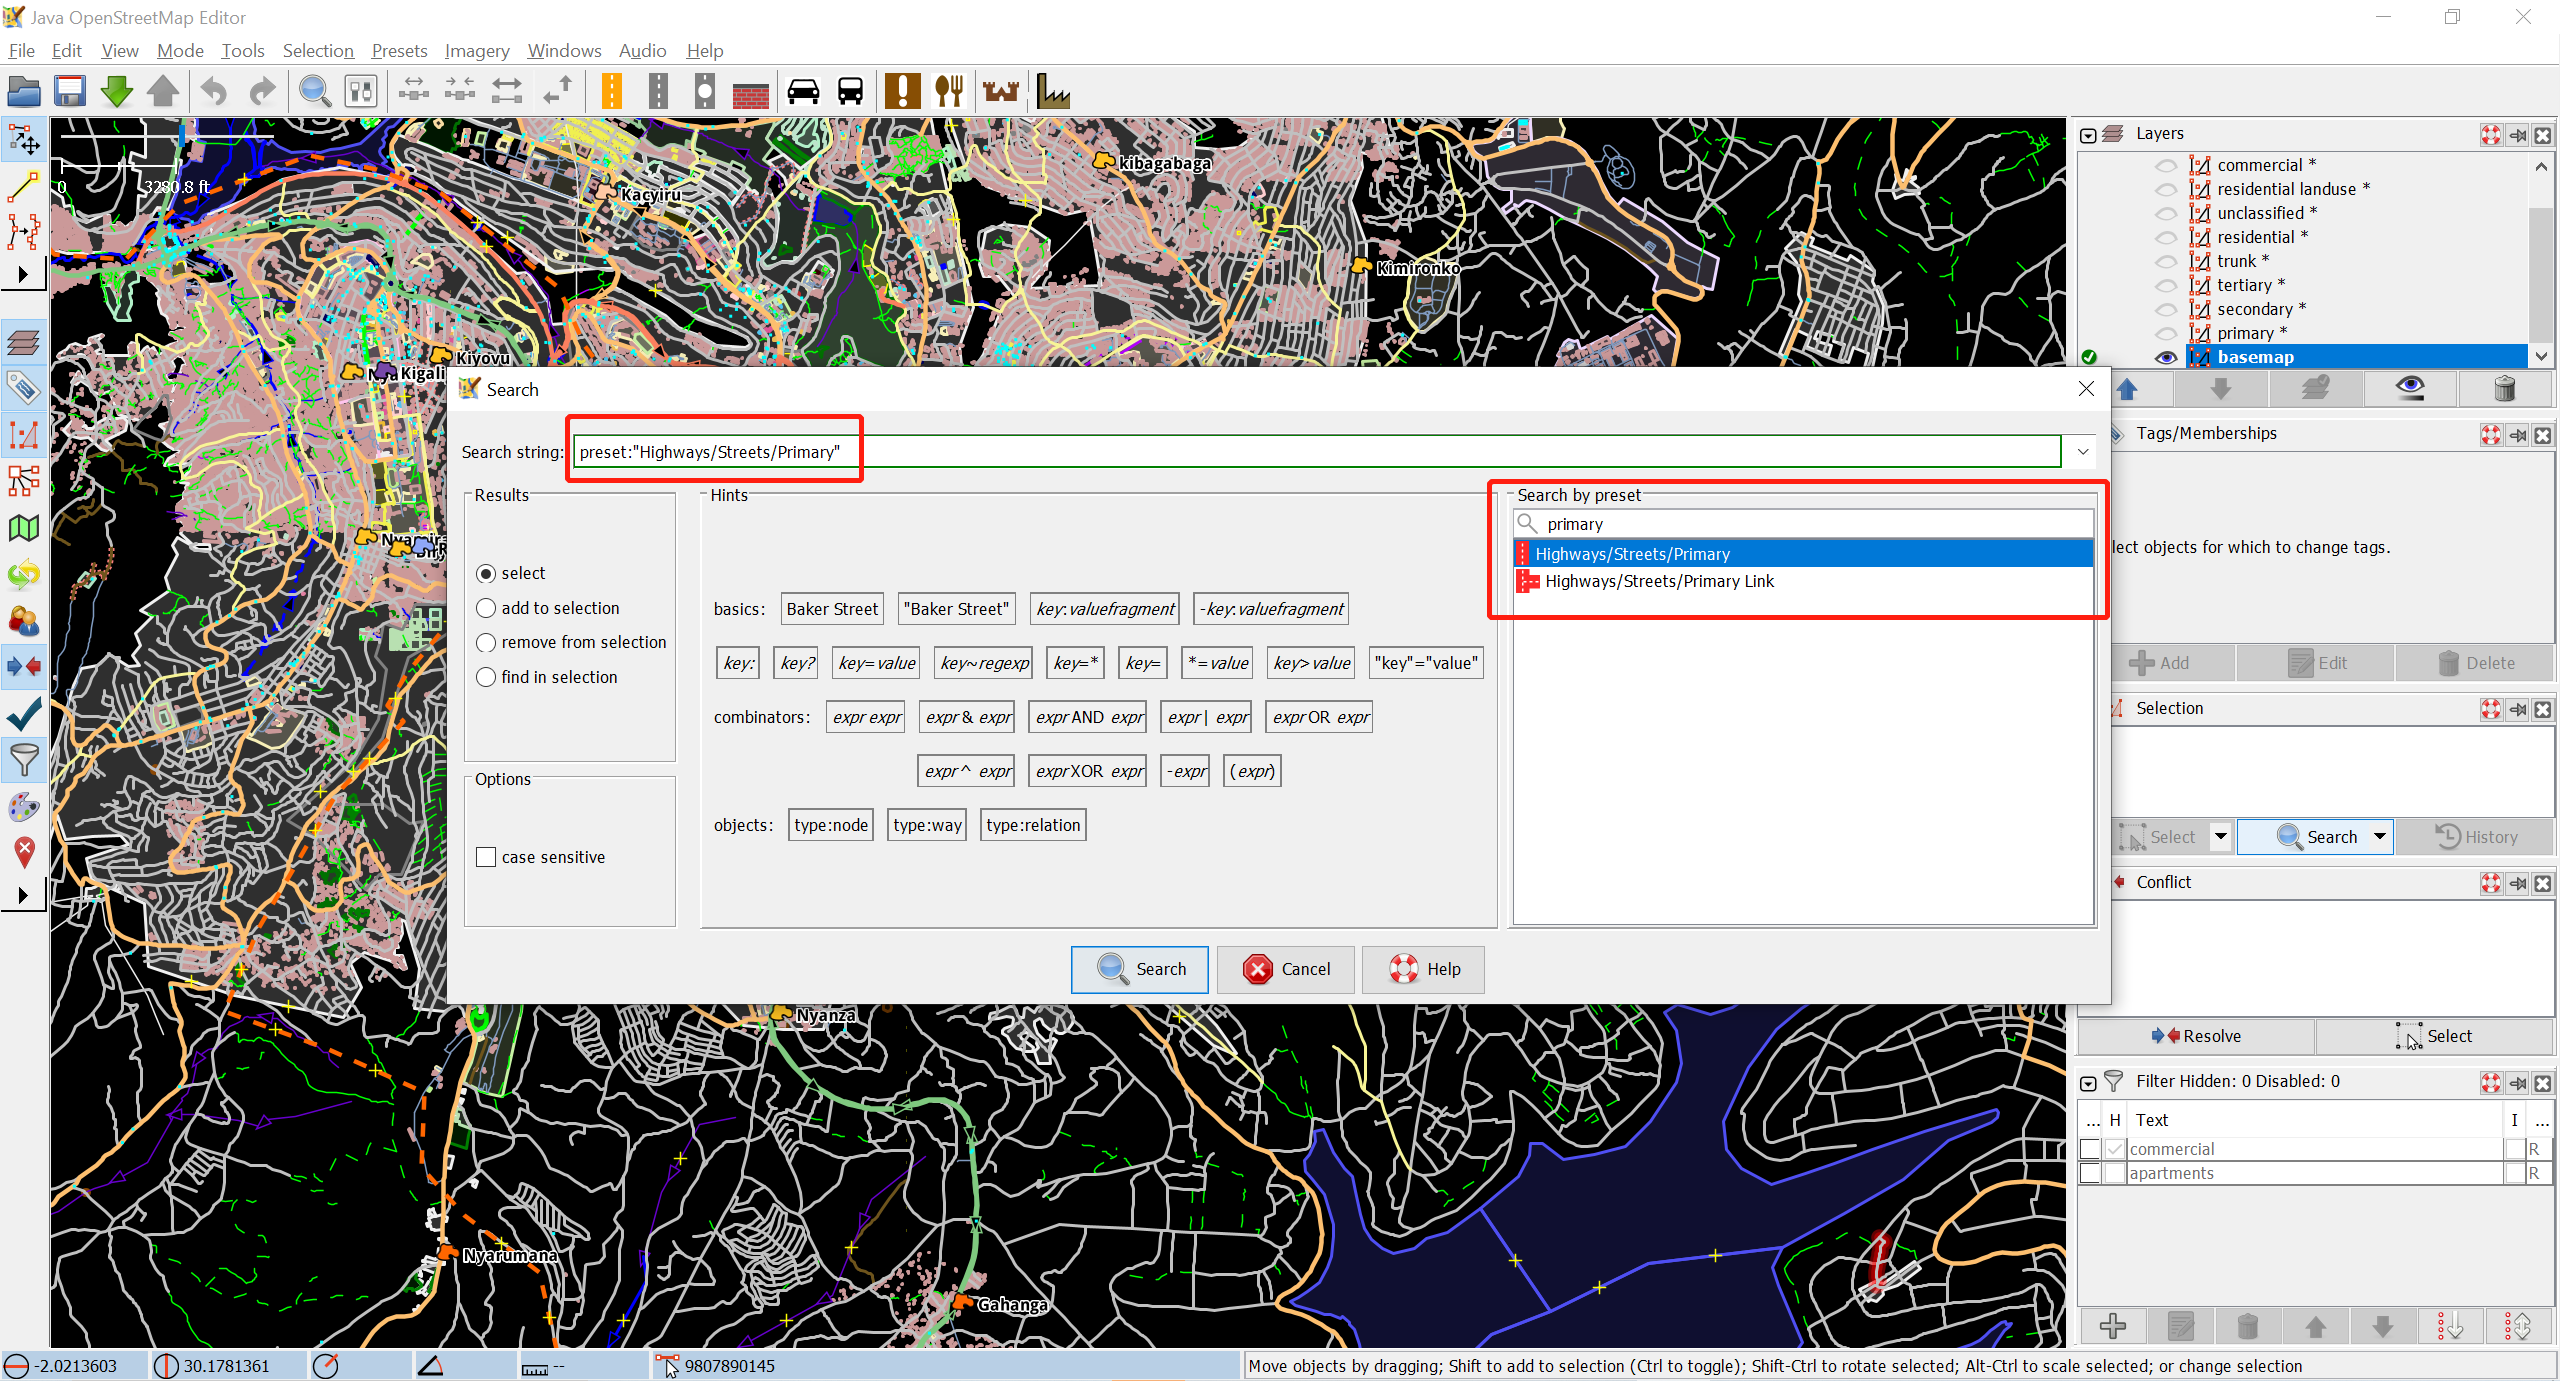 Java OpenStreetMap Editor
File Edit View Mode Tools Selection Presets Imagery Windows Audio Help
0 3280.8 ft
Kacyiru
kibagabaga
Kimironko
Kiyovu
Kigali
Layers
commercial *
residential landuse *
unclassified *
residential *
trunk *
tertiary *
secondary *
primary *
basemap
Search
Search string: preset:"Highways/Streets/Primary"
Results
select
add to selection
remove from selection
find in selection
Options
case sensitive
Hints
basics: Baker Street "Baker Street" key:valuefragment -key:valuefragment
key: key? key=value key~regexp key=* key= *=value key>value "key"="value"
combinators: expr expr expr & expr expr AND expr expr | expr expr OR expr
expr ^ expr expr XOR expr -expr (expr)
objects: type:node type:way type:relation
Search by preset
primary
Highways/Streets/Primary
Highways/Streets/Primary Link
Search Cancel Help
Tags/Memberships
lect objects for which to change tags.
Add Edit Delete
Selection
Select Search History
Conflict
Resolve Select
Filter Hidden: 0 Disabled: 0
... H Text I ...
commercial R
apartments R
Nyanza
Nyarumana
Gahanga
-2.0213603 30.1781361 -- 9807890145 Move objects by dragging; Shift to add to selection (Ctrl to toggle); Shift-Ctrl to rotate selected; Alt-Ctrl to scale selected; or change selection